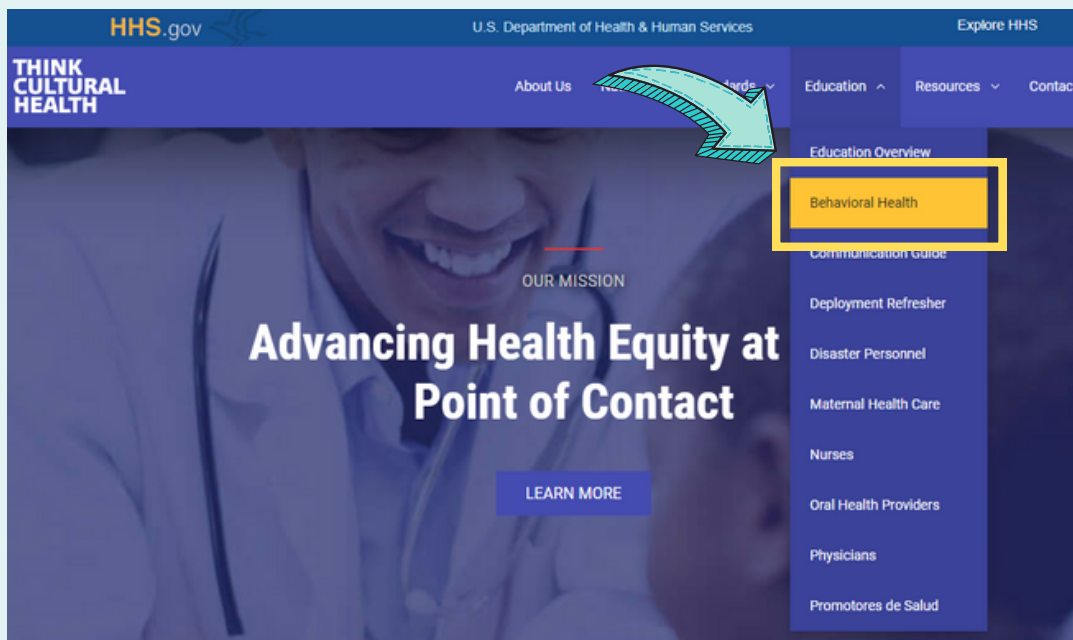 HHS.gov
U.S. Department of Health & Human Services
Explore HHS
THINK
CULTURAL
HEALTH
About Us
Education
Resources
Contac
Education Overview
Behavioral Health
Communication Guide
Deployment Refresher
Disaster Personnel
Maternal Health Care
Nurses
Oral Health Providers
Physicians
Promotores de Salud
OUR MISSION
Advancing Health Equity at
Point of Contact
LEARN MORE